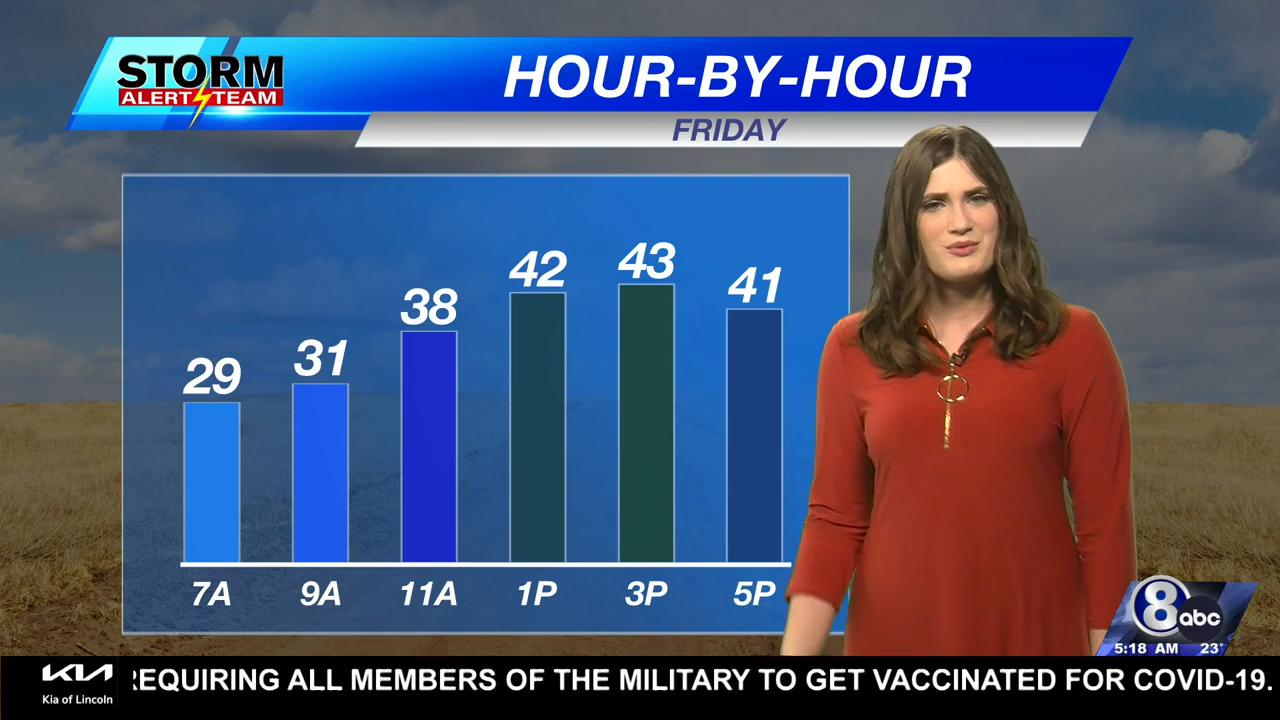 STORM
ALERT TEAM
HOUR-BY-HOUR
FRIDAY
29 31 38 42 43 41
7A 9A 11A 1P 3P 5P
8 abc
5:18 AM 23°
KIA
Kia of Lincoln
REQUIRING ALL MEMBERS OF THE MILITARY TO GET VACCINATED FOR COVID-19.